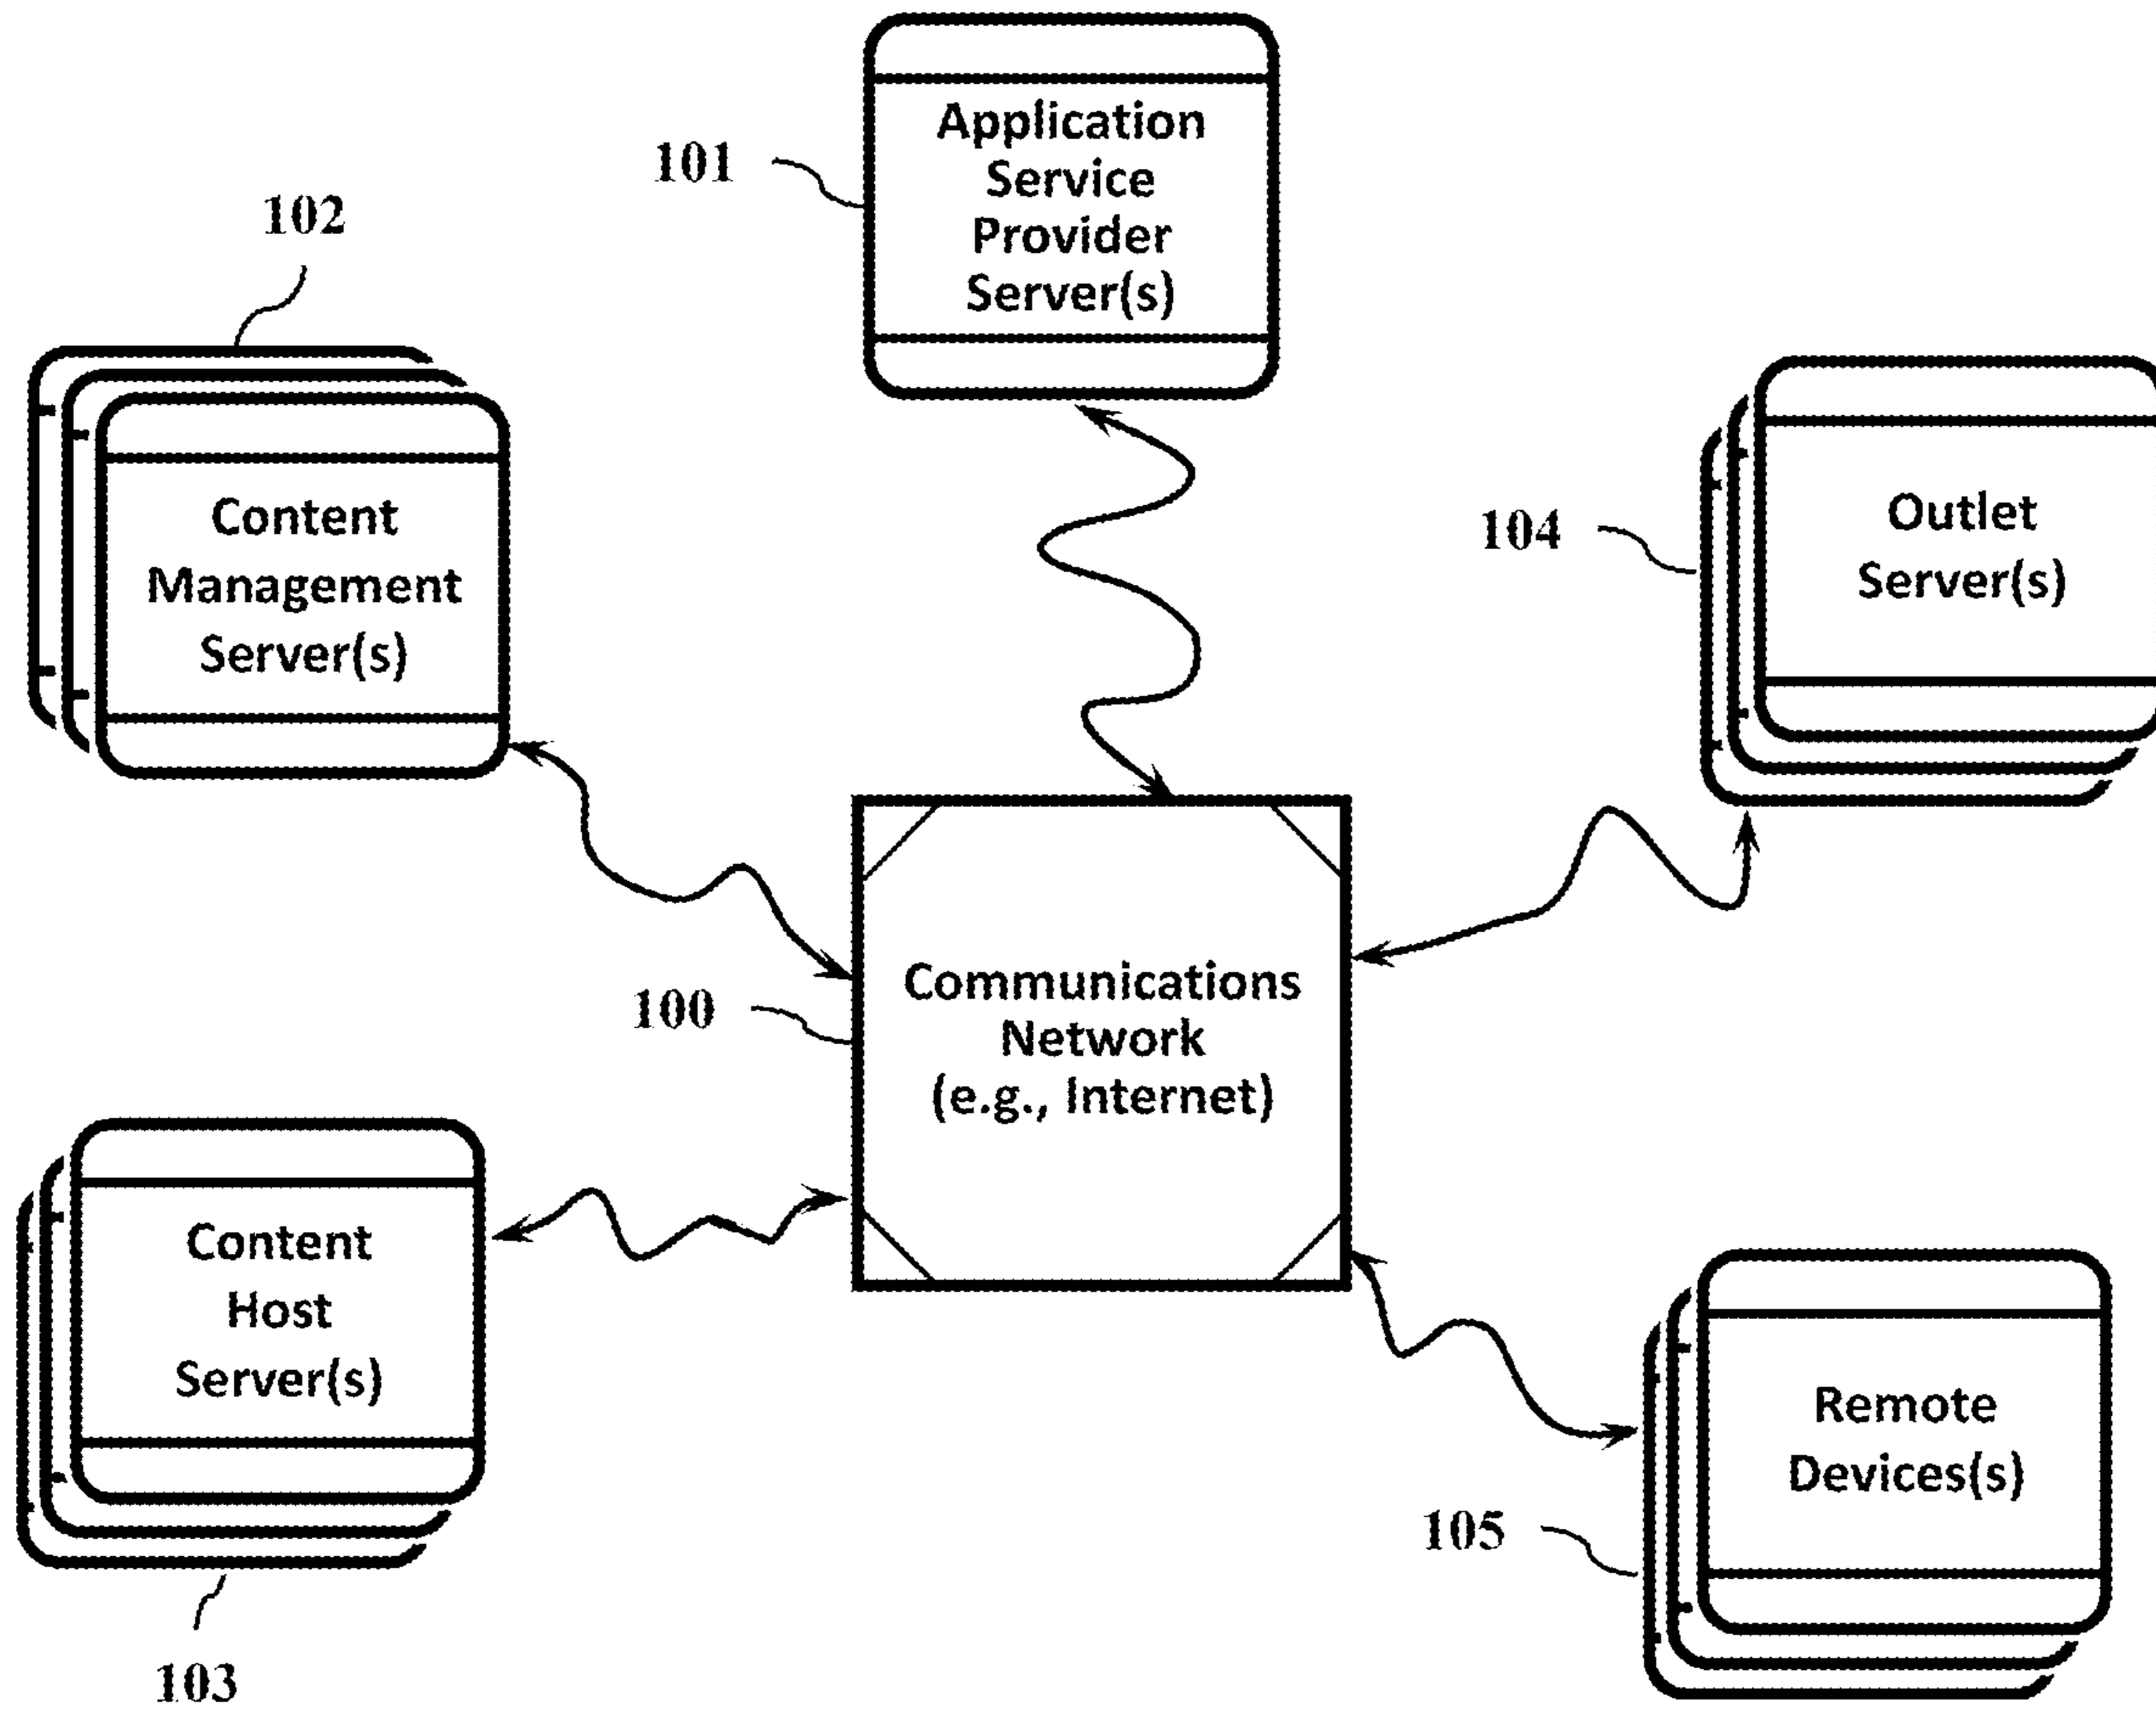 101
Application
Service
Provider
Server(s)
102
Content
Management
Server(s)
104
Outlet
Server(s)
100
Communications
Network
(e.g., Internet)
Content
Host
Server(s)
103
Remote
Devices(s)
105